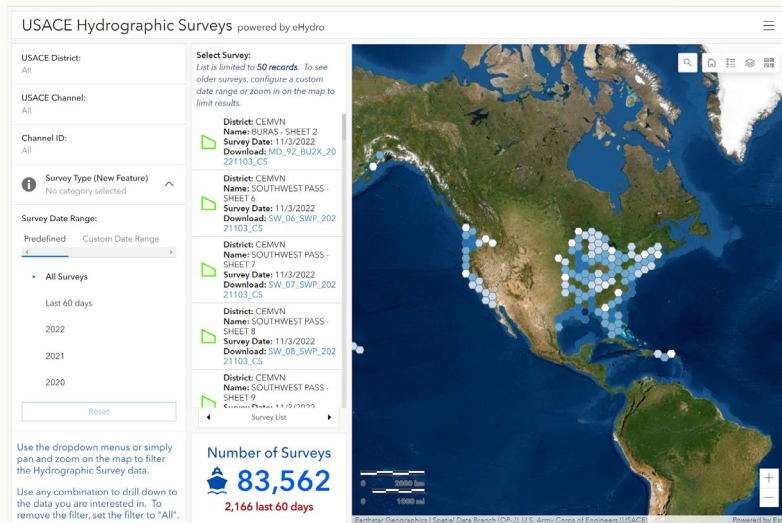 USACE Hydrographic Surveys powered by eHydro
USACE District:
All
USACE Channel:
All
Channel ID:
All
Survey Type (New Feature)
No category selected
Survey Date Range:
Predefined Custom Date Range
All Surveys
Last 60 days
2022
2021
2020
Reset
Use the dropdown menus or simply
pan and zoom on the map to filter
the Hydrographic Survey data.
Use any combination to drill down to
the data you are interested in. To
remove the filter, set the filter to "All".
Select Survey:
List is limited to 50 records. To see
older surveys, configure a custom
date range or zoom in on the map to
limit results.
District: CEMVN
Name: BURAS - SHEET 2
Survey Date: 11/3/2022
Download: MD_92_BU2X_20
221103_CS
District: CEMVN
Name: SOUTHWEST PASS -
SHEET 6
Survey Date: 11/3/2022
Download: SW_06_SWP_202
21103_CS
District: CEMVN
Name: SOUTHWEST PASS -
SHEET 7
Survey Date: 11/3/2022
Download: SW_07_SWP_202
21103_CS
District: CEMVN
Name: SOUTHWEST PASS -
SHEET 8
Survey Date: 11/3/2022
Download: SW_08_SWP_202
21103_CS
District: CEMVN
Name: SOUTHWEST PASS -
SHEET 9
Survey Date: 11/3/2022
Survey List
Number of Surveys
83,562
2,166 last 60 days
0 2000 km
0 1000 mi
Earthstar Geographics | Spatial Data Branch (OP-J), U.S. Army Corps of Engineers (USACE)
Powered by E